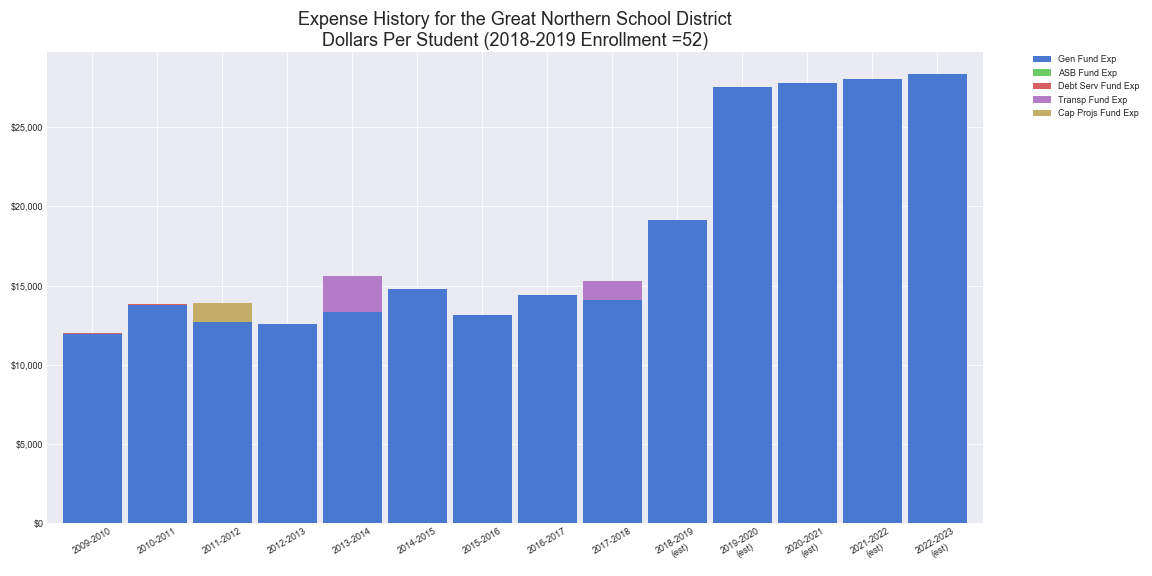 Expense History for the Great Northern School District
Dollars Per Student (2018-2019 Enrollment =52)
Gen Fund Exp
ASB Fund Exp
Debt Serv Fund Exp
Transp Fund Exp
Cap Projs Fund Exp
$25,000
$20,000
$15,000
$10,000
$5,000
$0
2009-2010
2010-2011
2011-2012
2012-2013
2013-2014
2014-2015
2015-2016
2016-2017
2017-2018
2018-2019
(est)
2019-2020
(est)
2020-2021
(est)
2021-2022
(est)
2022-2023
(est)